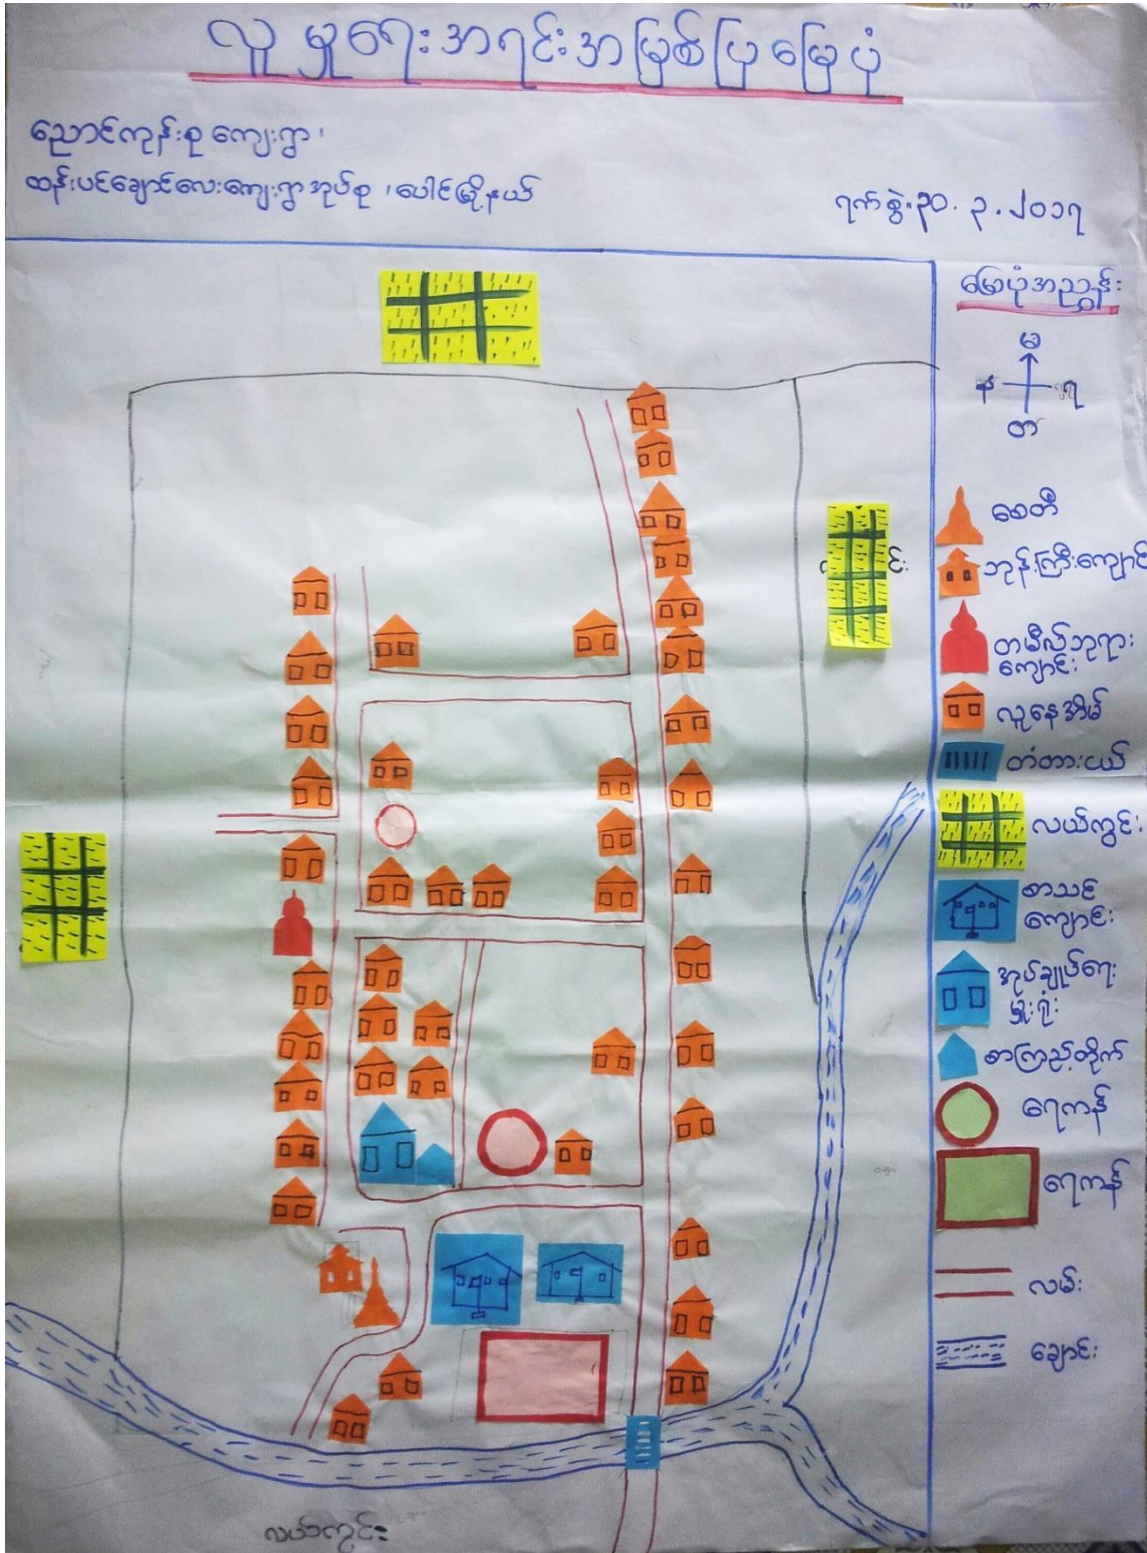 လူမှုရေးအရင်းအမြစ်ပြမြေပုံ
ညောင်ကုန်းစုကျေးရွာ၊
ထန်းပင်ချောင်လေးကျေးရွာအုပ်စု၊ ပေါင်မြို့နယ်
ရက်စွဲ၊ ၃၀.၃.၂၀၁၇
မြေပုံအညွှန်း
မ
န
ရ
တ
စေတီ
ဘုန်းကြီးကျောင်း
တမီလ်ဘုရား
ကျောင်း
လူနေအိမ်
တံတားငယ်
လယ်ကွင်း
စာသင်
ကျောင်း
အုပ်ချုပ်ရေး
မှူးရုံး
စာကြည့်တိုက်
ရေကန်
ရေကန်
လမ်း
ချောင်း
လယ်ကွင်း